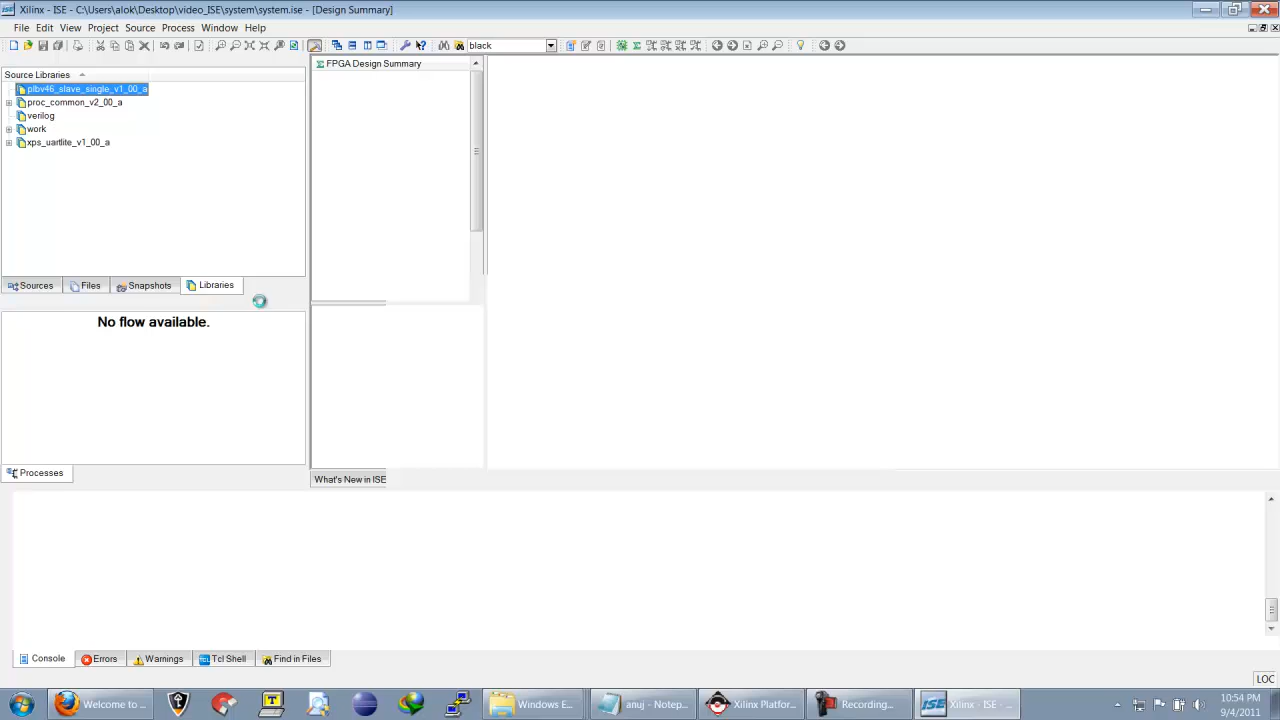 Xilinx - ISE - C:\Users\alok\Desktop\video_ISE\system\system.ise - [Design Summary]
File Edit View Project Source Process Window Help
black
Source Libraries
plbv46_slave_single_v1_00_a
proc_common_v2_00_a
verilog
work
xps_uartlite_v1_00_a
FPGA Design Summary
Sources Files Snapshots Libraries
No flow available.
Processes
What's New in ISE
Console Errors Warnings Tcl Shell Find in Files
LOC
Welcome to ... Windows E... anuj - Notep... Xilinx Platfor... Recording... Xilinx - ISE - ...
10:54 PM
9/4/2011